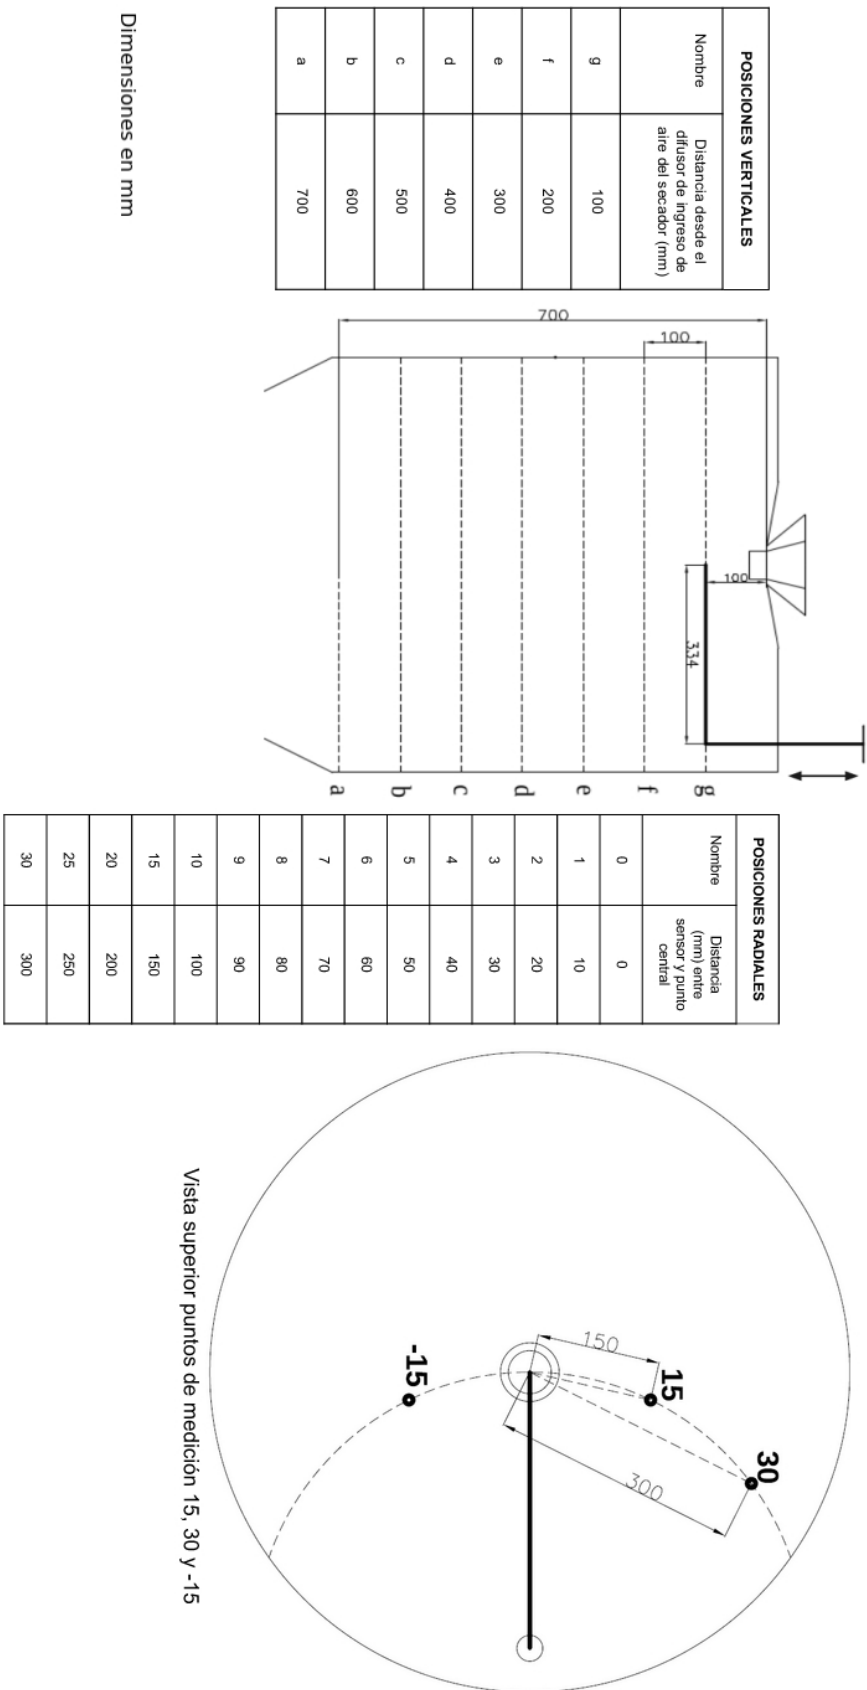 POSICIONES VERTICALES
Nombre
Distancia desde el
difusor de ingreso de
aire del secador (mm)
g 100
f 200
e 300
d 400
c 500
b 600
a 700
Dimensiones en mm
700
100
100
334
a b c d e f g
POSICIONES RADIALES
Nombre
Distancia
(mm) entre
sensor y punto
central
0 0
1 10
2 20
3 30
4 40
5 50
6 60
7 70
8 80
9 90
10 100
15 150
20 200
25 250
30 300
150
300
-15
15
30
Vista superior puntos de medición 15, 30 y -15